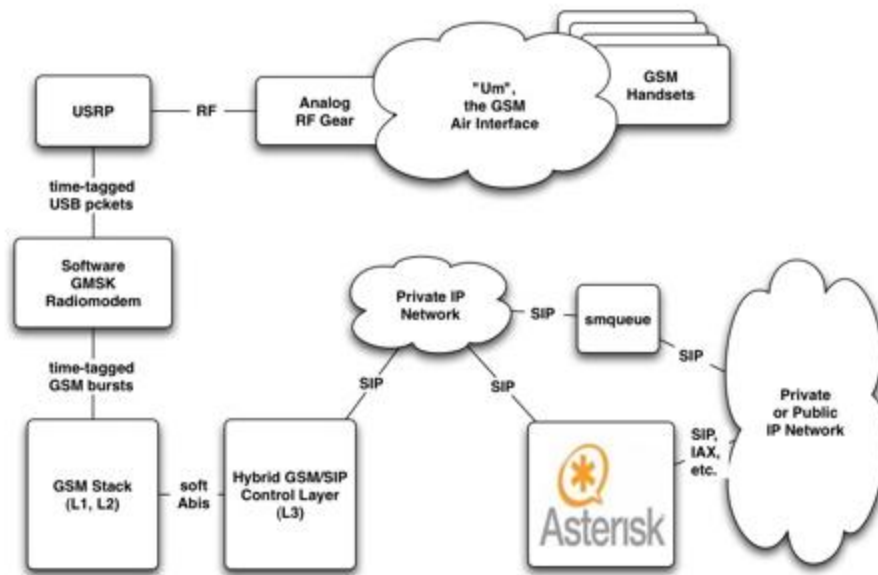 USRP
RF
Analog
RF Gear
"Um",
the GSM
Air Interface
GSM
Handsets
time-tagged
USB pckets
Software
GMSK
Radiomodem
time-tagged
GSM bursts
GSM Stack
(L1, L2)
soft
Abis
Hybrid GSM/SIP
Control Layer
(L3)
SIP
Private IP
Network
SIP
smqueue
SIP
SIP
Asterisk
SIP,
IAX,
etc.
Private
or Public
IP Network